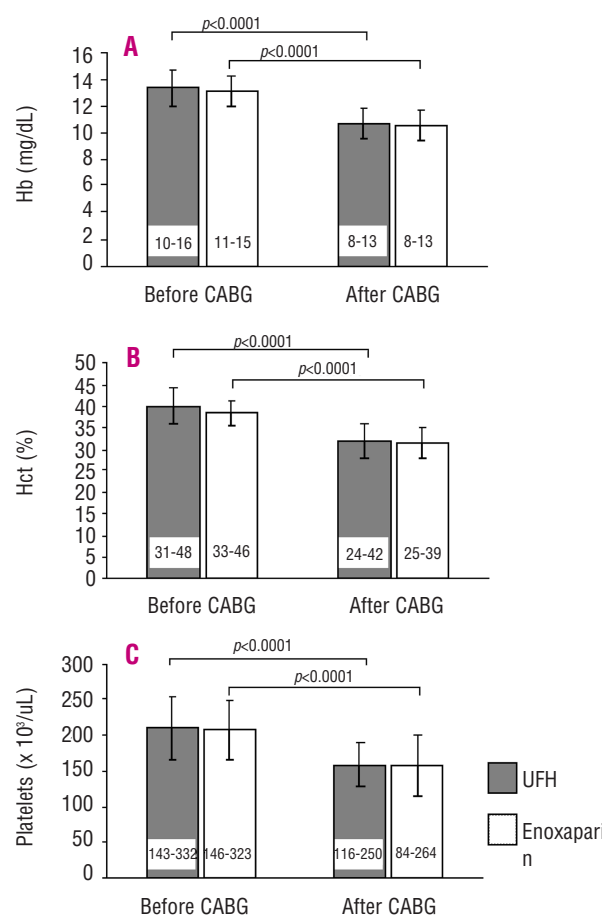 A
p<0.0001
p<0.0001
Hb (mg/dL)
16
14
12
10
8
6
4
2
0
10-16
11-15
8-13
8-13
Before CABG
After CABG
B
p<0.0001
p<0.0001
Hct (%)
50
45
40
35
30
25
20
15
10
5
0
31-48
33-46
24-42
25-39
Before CABG
After CABG
C
p<0.0001
p<0.0001
Platelets (x 10³/uL)
300
250
200
150
100
50
0
143-332
146-323
116-250
84-264
Before CABG
After CABG
UFH
Enoxapari
n